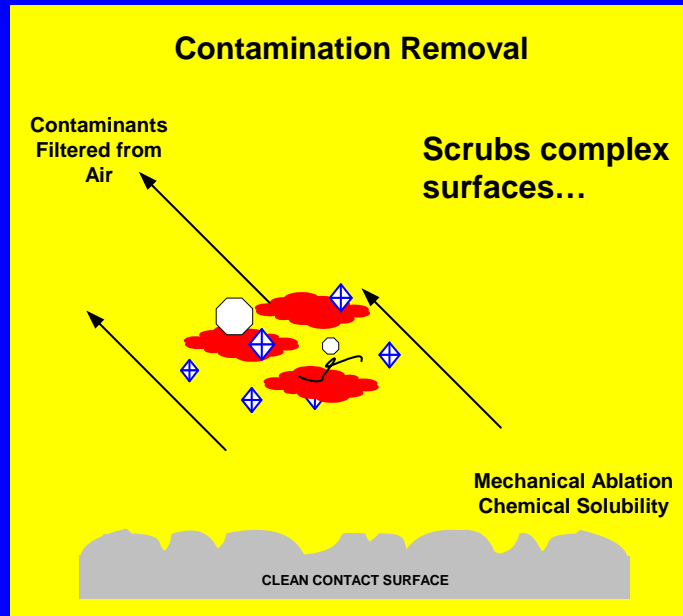 Contamination Removal
Contaminants
Filtered from
Air
Scrubs complex
surfaces…
Mechanical Ablation
Chemical Solubility
CLEAN CONTACT SURFACE